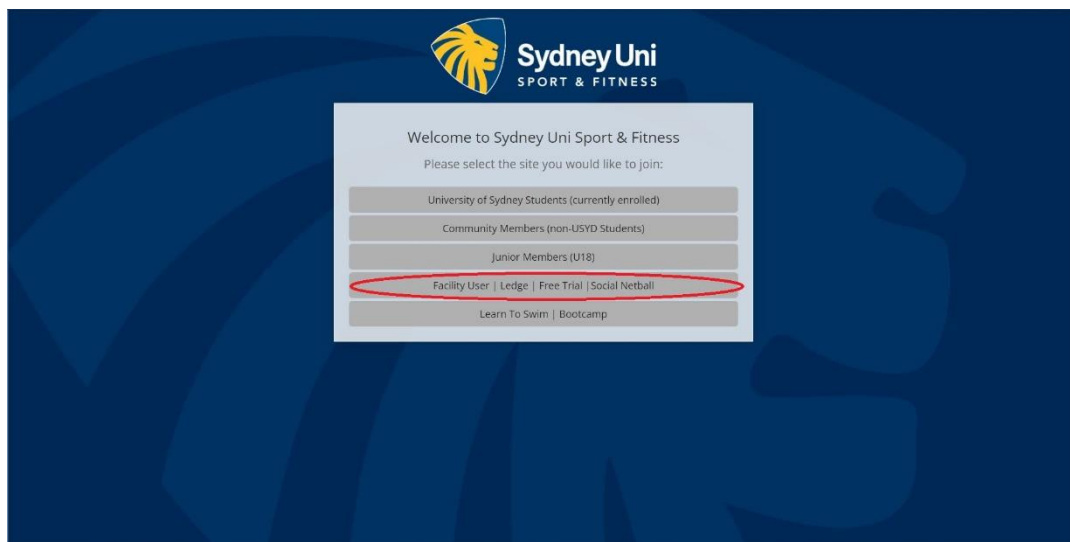 Sydney Uni
SPORT & FITNESS
Welcome to Sydney Uni Sport & Fitness
Please select the site you would like to join:
University of Sydney Students (currently enrolled)
Community Members (non-USYD Students)
Junior Members (U18)
Facility User | Ledge | Free Trial |Social Netball
Learn To Swim | Bootcamp